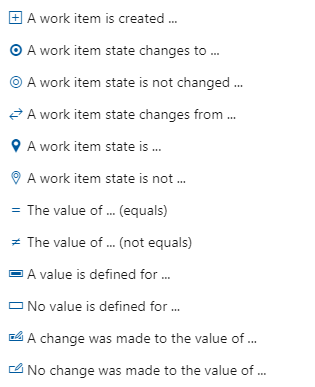 A work item is created ...
A work item state changes to ...
A work item state is not changed ...
A work item state changes from ...
A work item state is ...
A work item state is not ...
The value of ... (equals)
The value of ... (not equals)
A value is defined for ...
No value is defined for ...
A change was made to the value of ...
No change was made to the value of ...